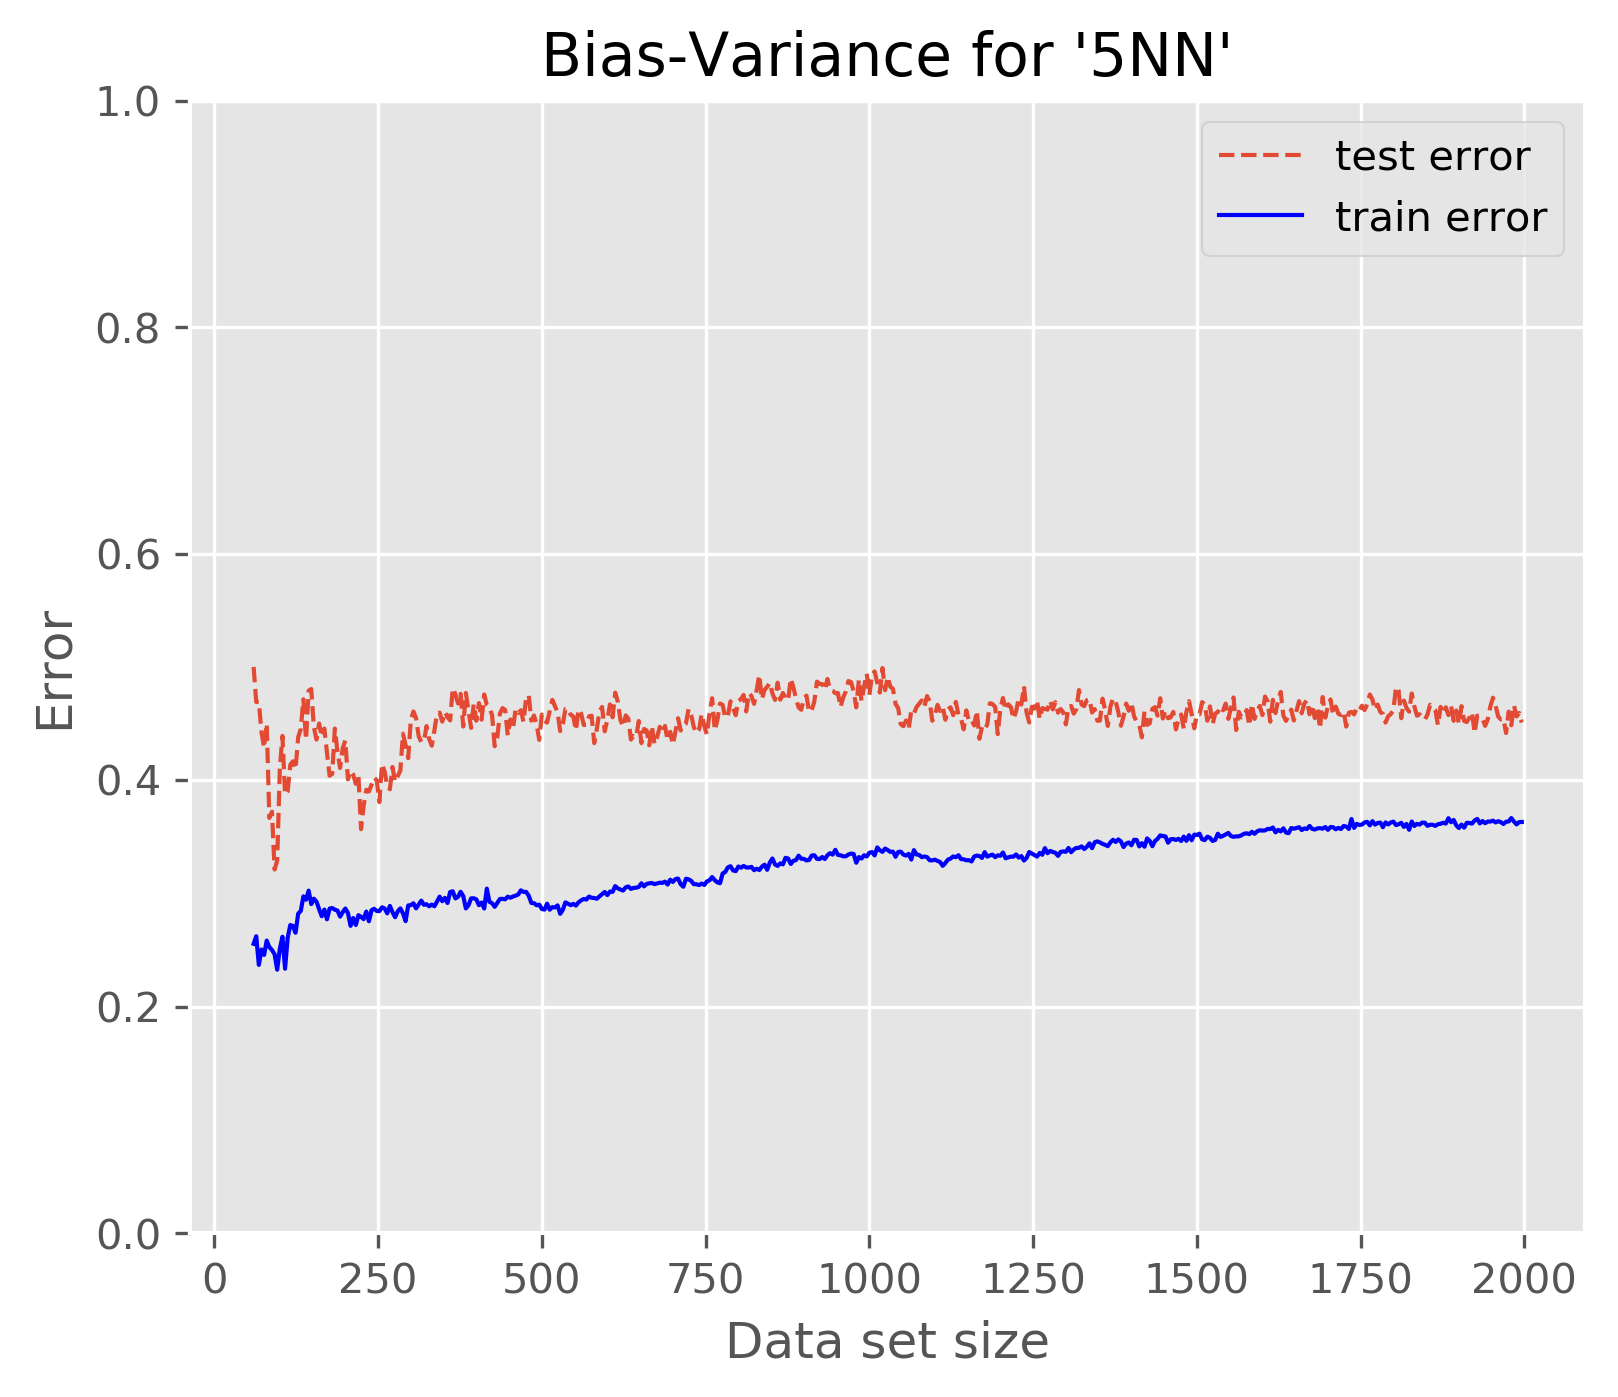 Bias-Variance for '5NN'
test error
train error
1.0
0.8
0.6
0.4
0.2
0.0
Error
0 250 500 750 1000 1250 1500 1750 2000
Data set size